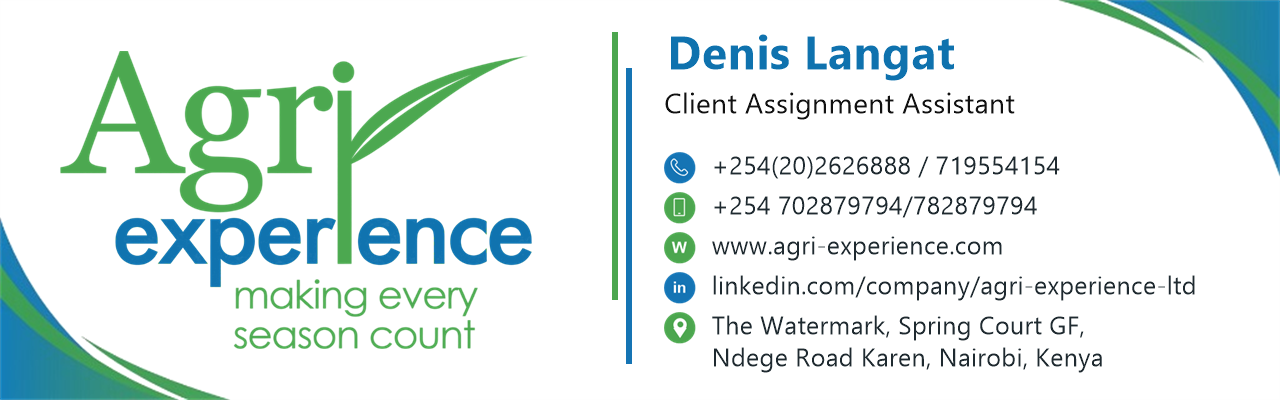 Agri
experience
making every
season count
Denis Langat
Client Assignment Assistant
+254(20)2626888 / 719554154
+254 702879794/782879794
W www.agri-experience.com
in linkedin.com/company/agri-experience-ltd
The Watermark, Spring Court GF,
Ndege Road Karen, Nairobi, Kenya